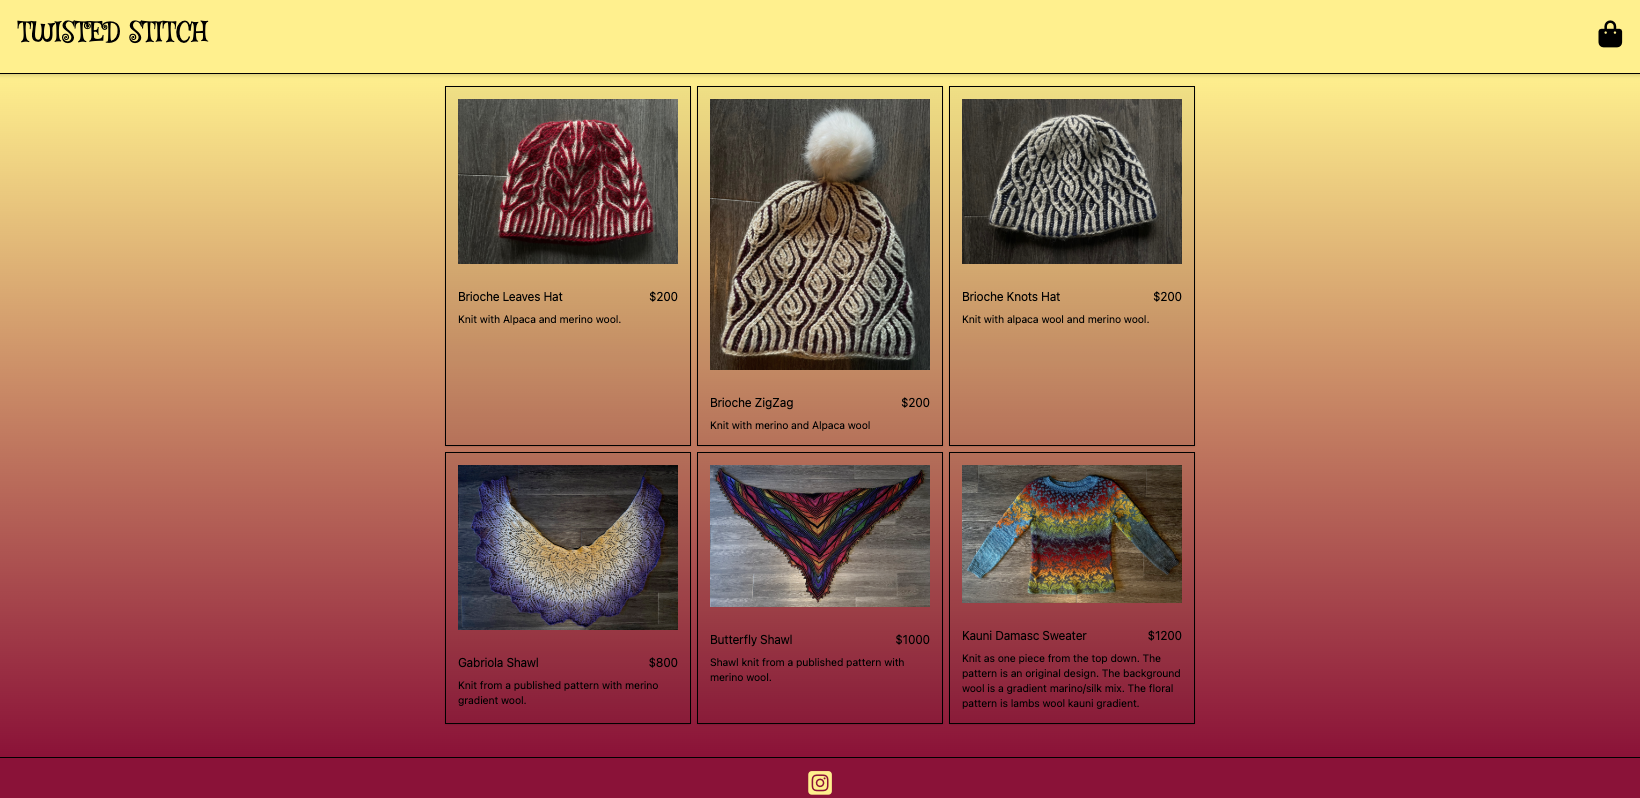 TWISTED STITCH
Brioche Leaves Hat $200
Knit with Alpaca and merino wool.
Brioche ZigZag $200
Knit with merino and Alpaca wool
Brioche Knots Hat $200
Knit with alpaca wool and merino wool.
Gabriola Shawl $800
Knit from a published pattern with merino
gradient wool.
Butterfly Shawl $1000
Shawl knit from a published pattern with
merino wool.
Kauni Damasc Sweater $1200
Knit as one piece from the top down. The
pattern is an original design. The background
wool is a gradient marino/silk mix. The floral
pattern is lambs wool kauni gradient.